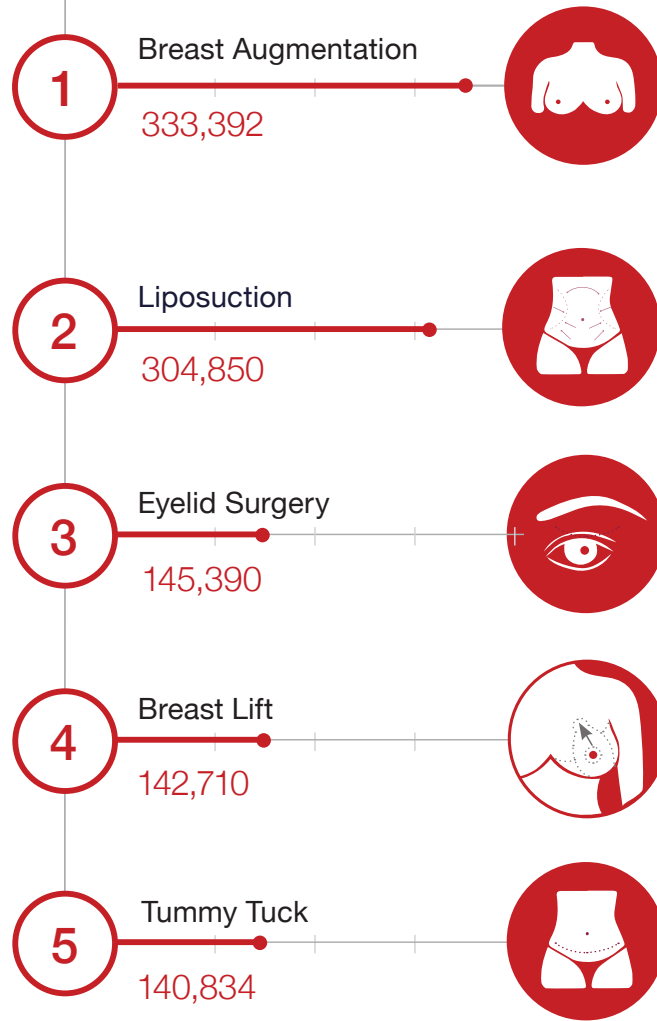 1
Breast Augmentation
333,392
2
Liposuction
304,850
3
Eyelid Surgery
145,390
4
Breast Lift
142,710
5
Tummy Tuck
140,834